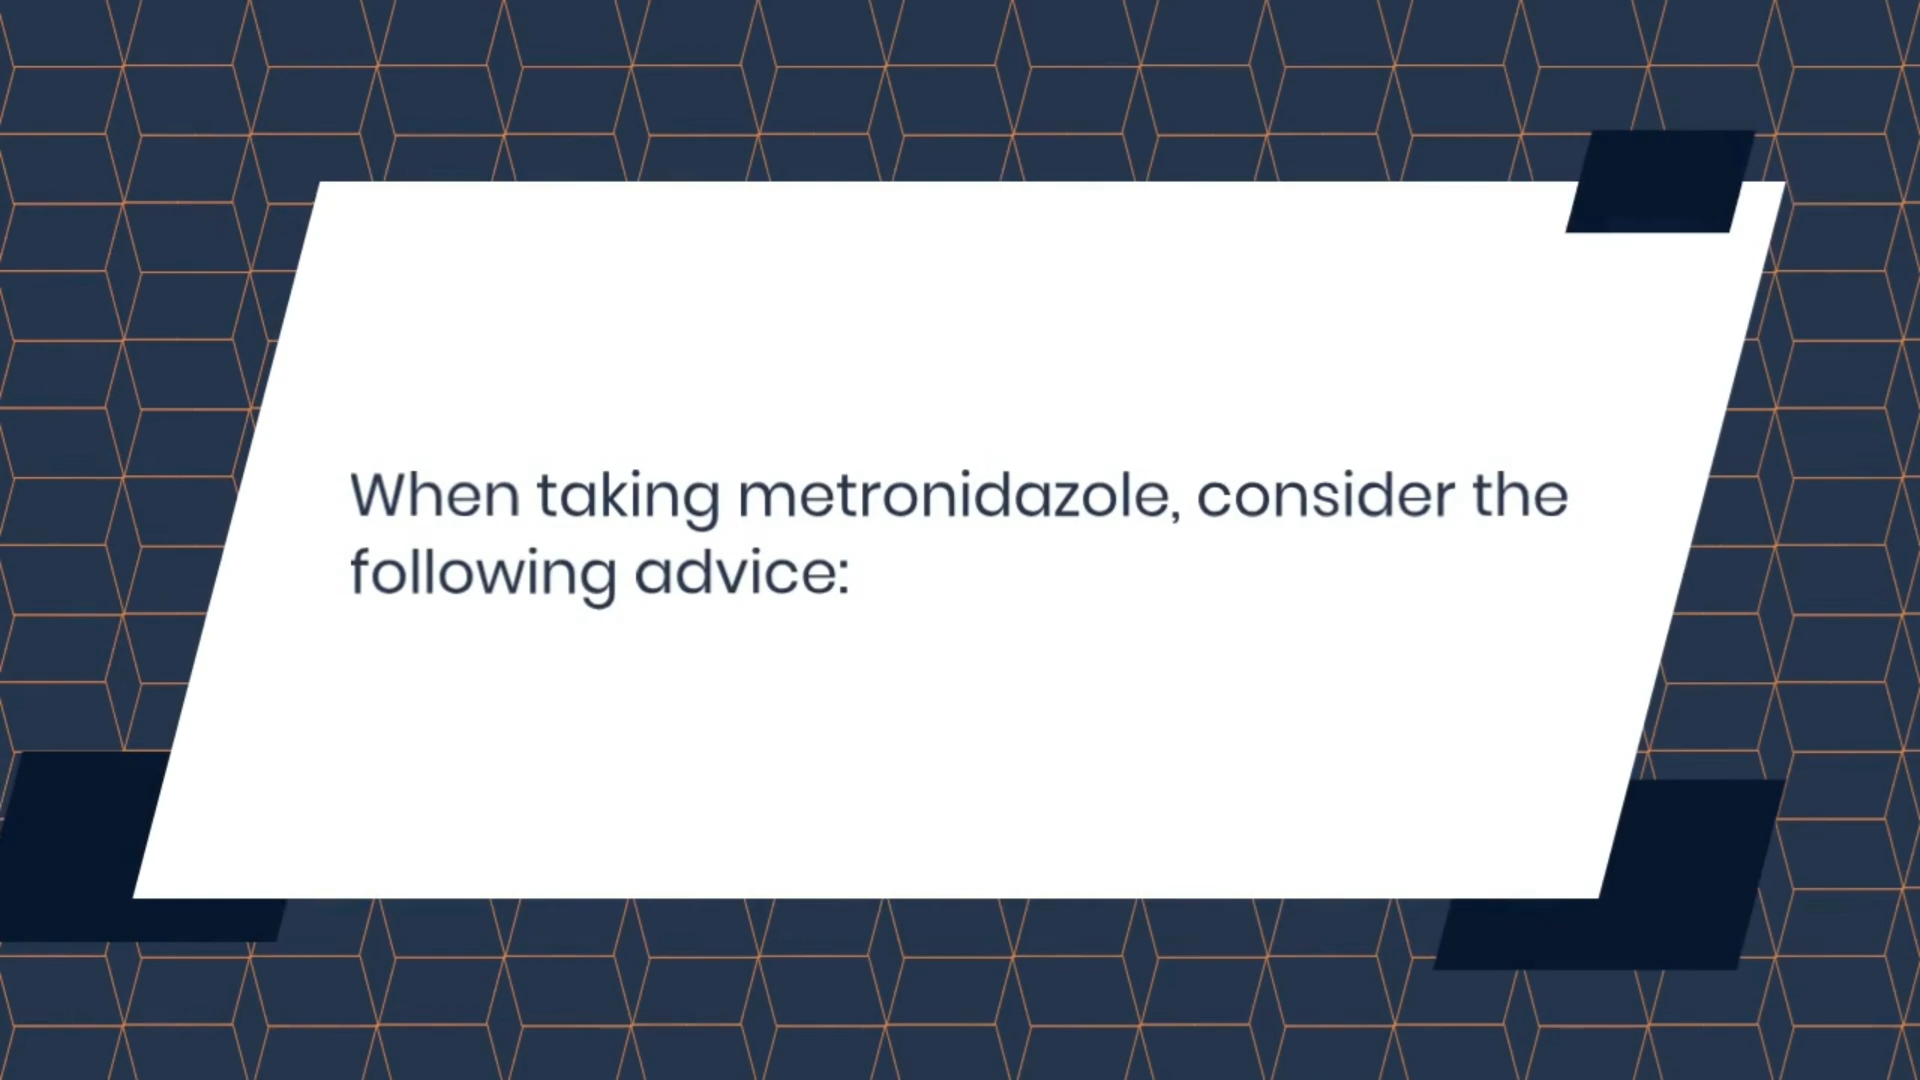 When taking metronidazole, consider the
following advice: